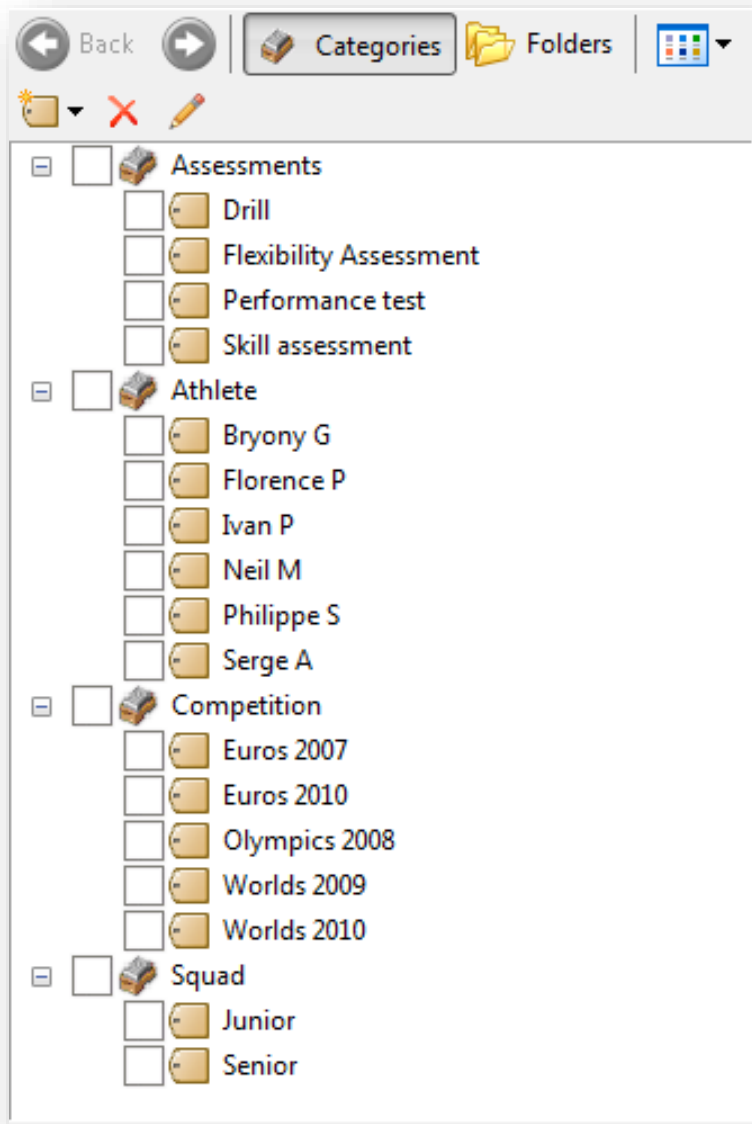 Back Categories Folders
Assessments
Drill
Flexibility Assessment
Performance test
Skill assessment
Athlete
Bryony G
Florence P
Ivan P
Neil M
Philippe S
Serge A
Competition
Euros 2007
Euros 2010
Olympics 2008
Worlds 2009
Worlds 2010
Squad
Junior
Senior